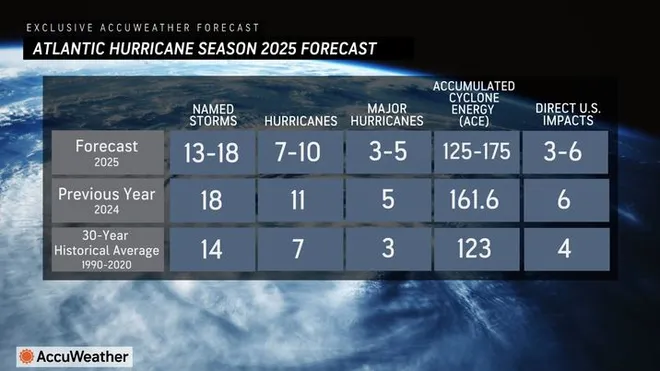 EXCLUSIVE ACCUWEATHER FORECAST
ATLANTIC HURRICANE SEASON 2025 FORECAST
NAMED
STORMS
HURRICANES
MAJOR
HURRICANES
ACCUMULATED
CYCLONE
ENERGY
(ACE)
DIRECT U.S.
IMPACTS
Forecast
2025
13-18
7-10
3-5
125-175
3-6
Previous Year
2024
18
11
5
161.6
6
30-Year
Historical Average
1990-2020
14
7
3
123
4
AccuWeather